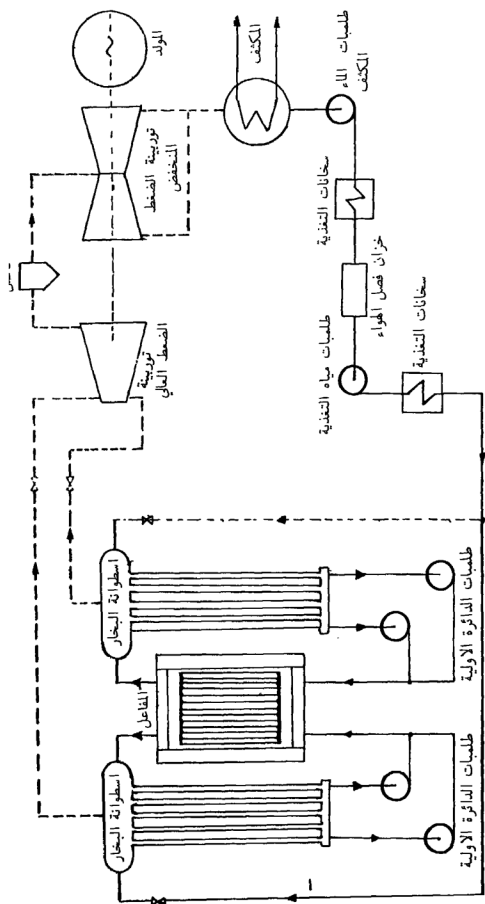 المولد
توربينة الضغط
المنخفض
المكثف
طلمبات الماء
المكثف
توربينة
الضغط العالي
سخانات التغذية
خزان فصل الهواء
طلمبات مياه التغذية
سخانات التغذية
اسطوانة البخار
المفاعل
اسطوانة البخار
طلمبات الدائرة الاولية
طلمبات الدائرة الاولية